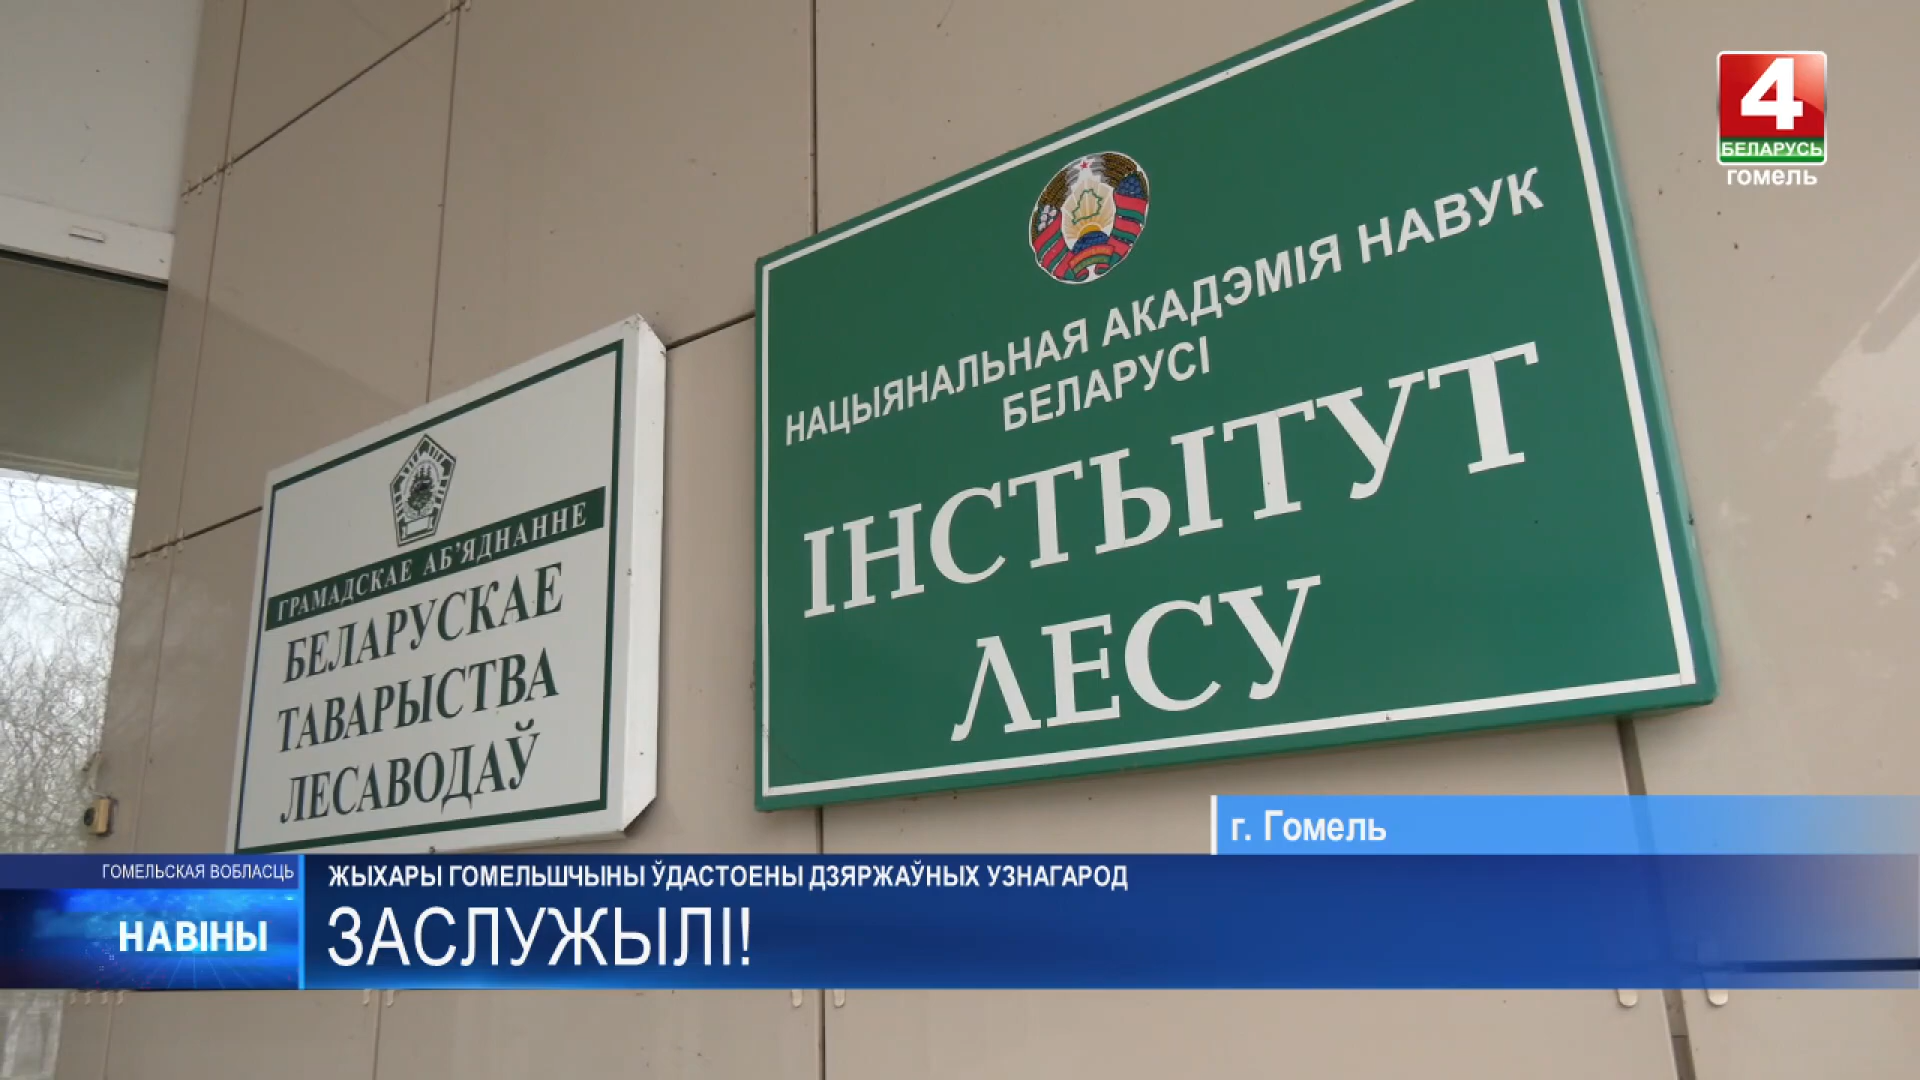 4
БЕЛАРУСЬ
гомель
НАЦЫЯНАЛЬНАЯ АКАДЭМІЯ НАВУК
БЕЛАРУСІ
ІНСТЫТУТ
ЛЕСУ
ГРАМАДСКАЕ АБ'ЯДНАННЕ
БЕЛАРУСКАЕ
ТАВАРЫСТВА
ЛЕСАВОДАЎ
г. Гомель
ГОМЕЛЬСКАЯ ВОБЛАСЦЬ
НАВІНЫ
ЖЫХАРЫ ГОМЕЛЬШЧЫНЫ ЎДАСТОЕНЫ ДЗЯРЖАЎНЫХ УЗНАГАРОД
ЗАСЛУЖЫЛІ!